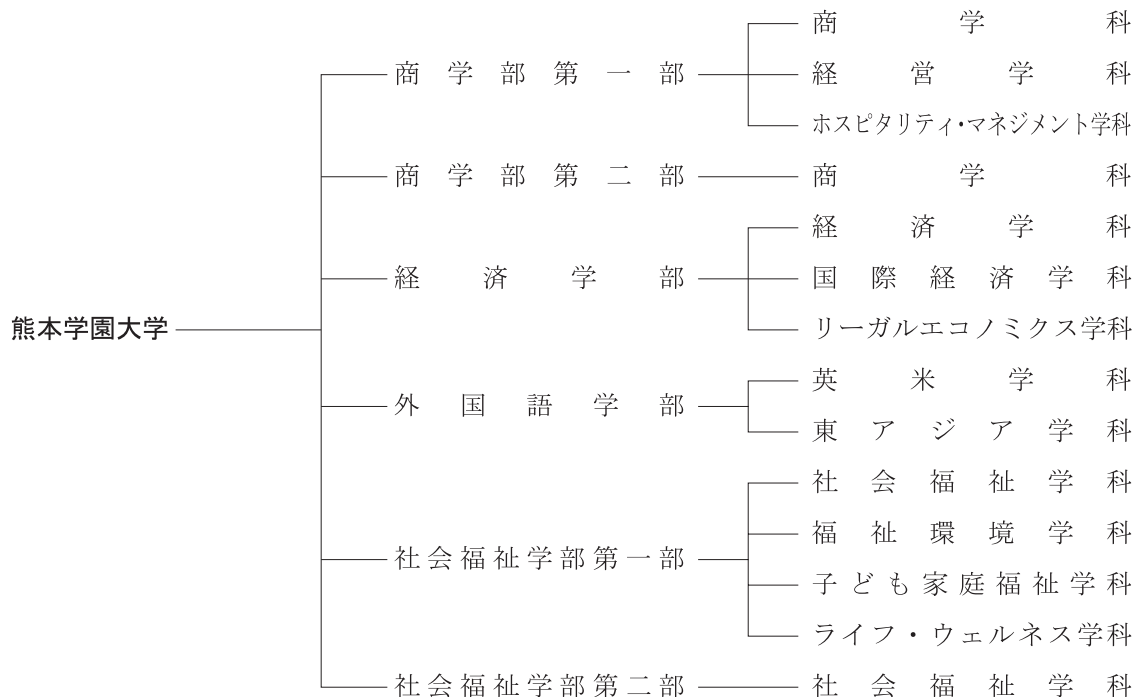 商学科
商学部第一部
経営学科
ホスピタリティ・マネジメント学科
商学部第二部
商学科
経済学科
経済学部
国際経済学科
熊本学園大学
リーガルエコノミクス学科
英米学科
外国語学部
東アジア学科
社会福祉学科
福祉環境学科
社会福祉学部第一部
子ども家庭福祉学科
ライフ・ウェルネス学科
社会福祉学部第二部
社会福祉学科